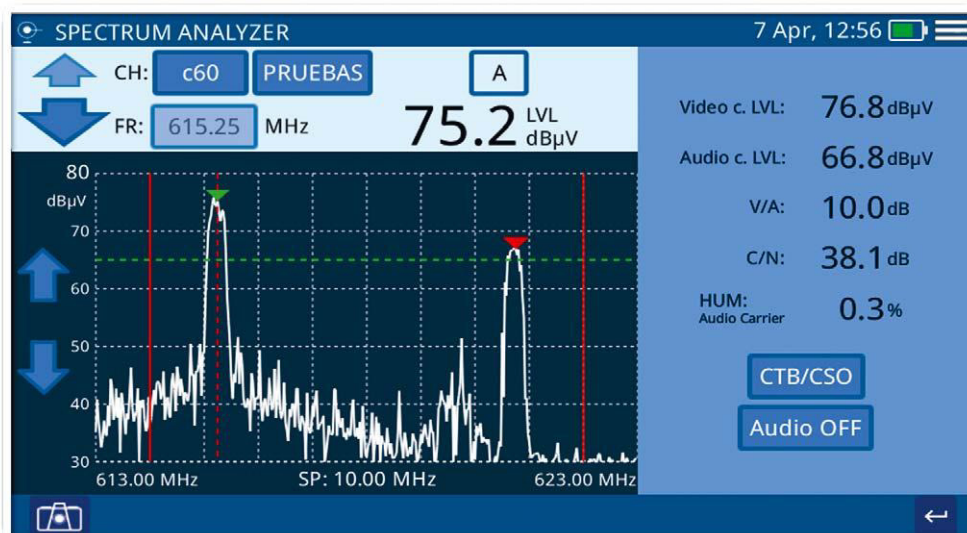 SPECTRUM ANALYZER 7 Apr, 12:56
CH: c60 PRUEBAS A
FR: 615.25 MHz 75.2 LVL dBµV
Video c. LVL: 76.8 dBµV
Audio c. LVL: 66.8 dBµV
V/A: 10.0 dB
C/N: 38.1 dB
HUM: 0.3 %
Audio Carrier
CTB/CSO
Audio OFF
80
dBµV
70
60
50
40
30
613.00 MHz SP: 10.00 MHz 623.00 MHz